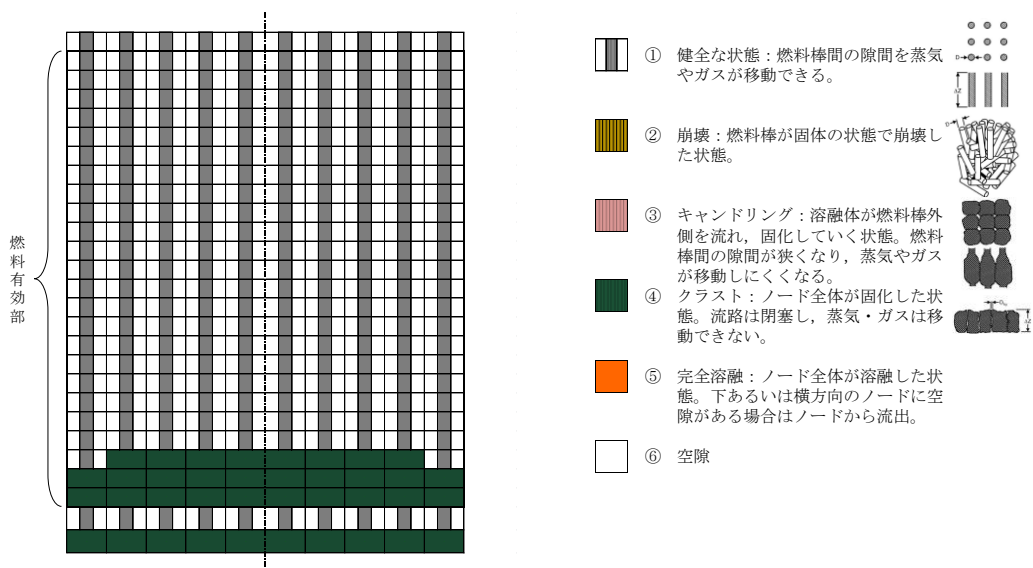 燃料有効部
① 健全な状態：燃料棒間の隙間を蒸気
やガスが移動できる。
② 崩壊：燃料棒が固体の状態で崩壊し
た状態。
③ キャンドリング：溶融体が燃料棒外
側を流れ，固化していく状態。燃料
棒間の隙間が狭くなり，蒸気やガス
が移動しにくくなる。
④ クラスト：ノード全体が固化した状
態。流路は閉塞し，蒸気・ガスは移
動できない。
⑤ 完全溶融：ノード全体が溶融した状
態。下あるいは横方向のノードに空
隙がある場合はノードから流出。
⑥ 空隙
D
ΔZ
D